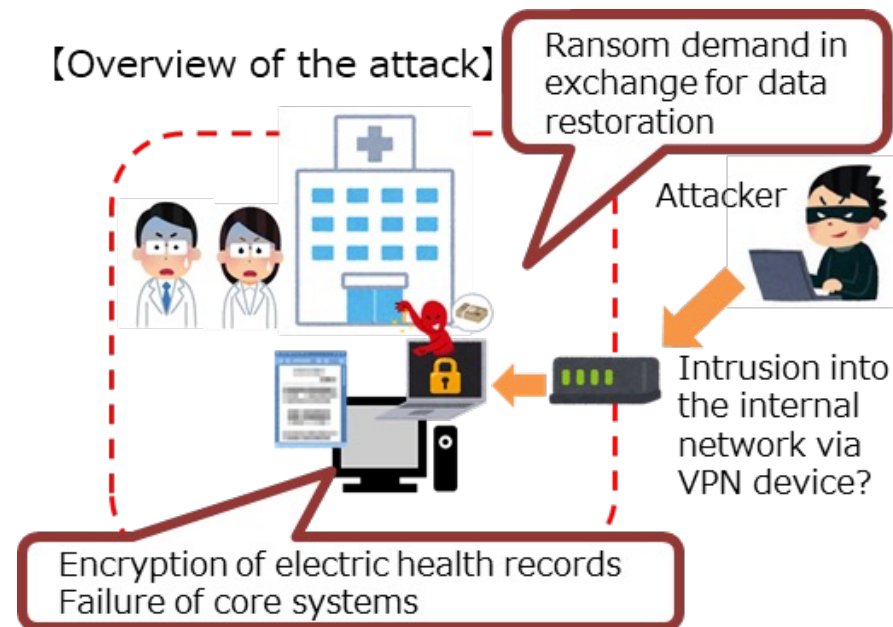 【Overview of the attack】
Ransom demand in
exchange for data
restoration
Attacker
Intrusion into
the internal
network via
VPN device?
Encryption of electric health records
Failure of core systems